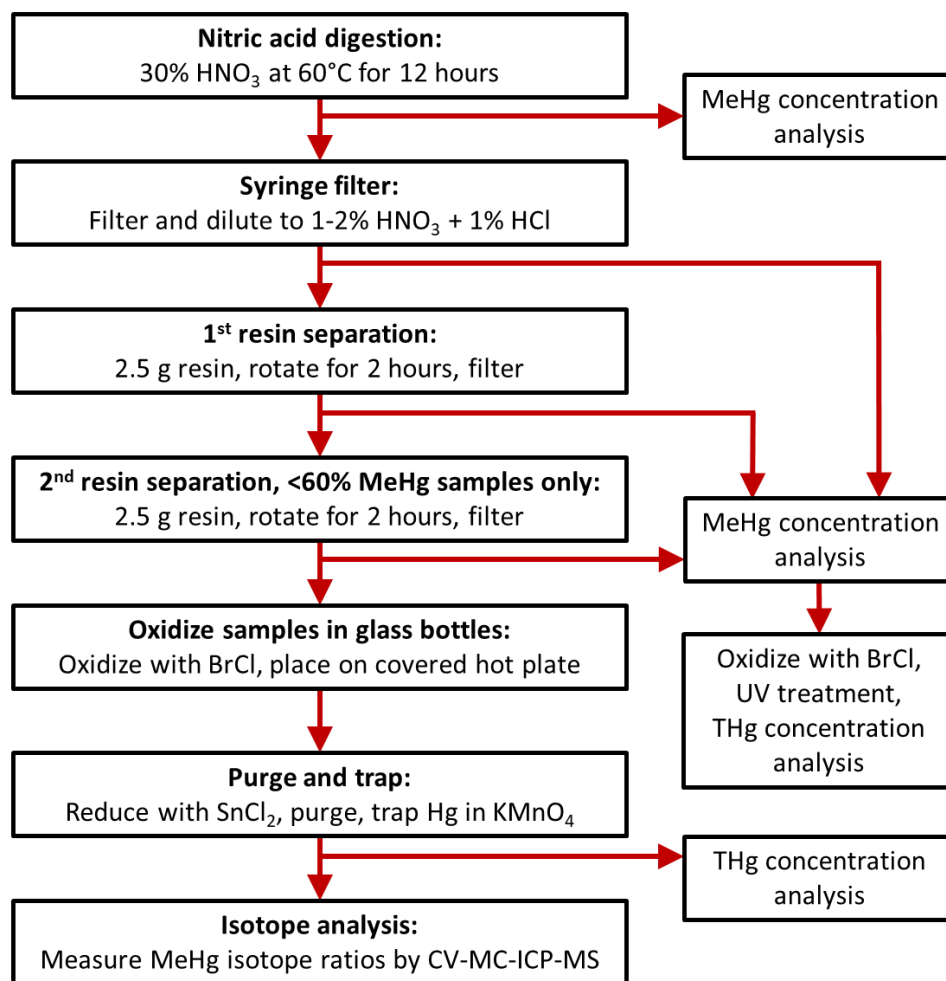 Nitric acid digestion:
30% HNO₃ at 60°C for 12 hours
MeHg concentration
analysis
Syringe filter:
Filter and dilute to 1-2% HNO₃ + 1% HCl
1st resin separation:
2.5 g resin, rotate for 2 hours, filter
2nd resin separation, <60% MeHg samples only:
2.5 g resin, rotate for 2 hours, filter
MeHg concentration
analysis
Oxidize samples in glass bottles:
Oxidize with BrCl, place on covered hot plate
Oxidize with BrCl,
UV treatment,
THg concentration
analysis
Purge and trap:
Reduce with SnCl₂, purge, trap Hg in KMnO₄
THg concentration
analysis
Isotope analysis:
Measure MeHg isotope ratios by CV-MC-ICP-MS